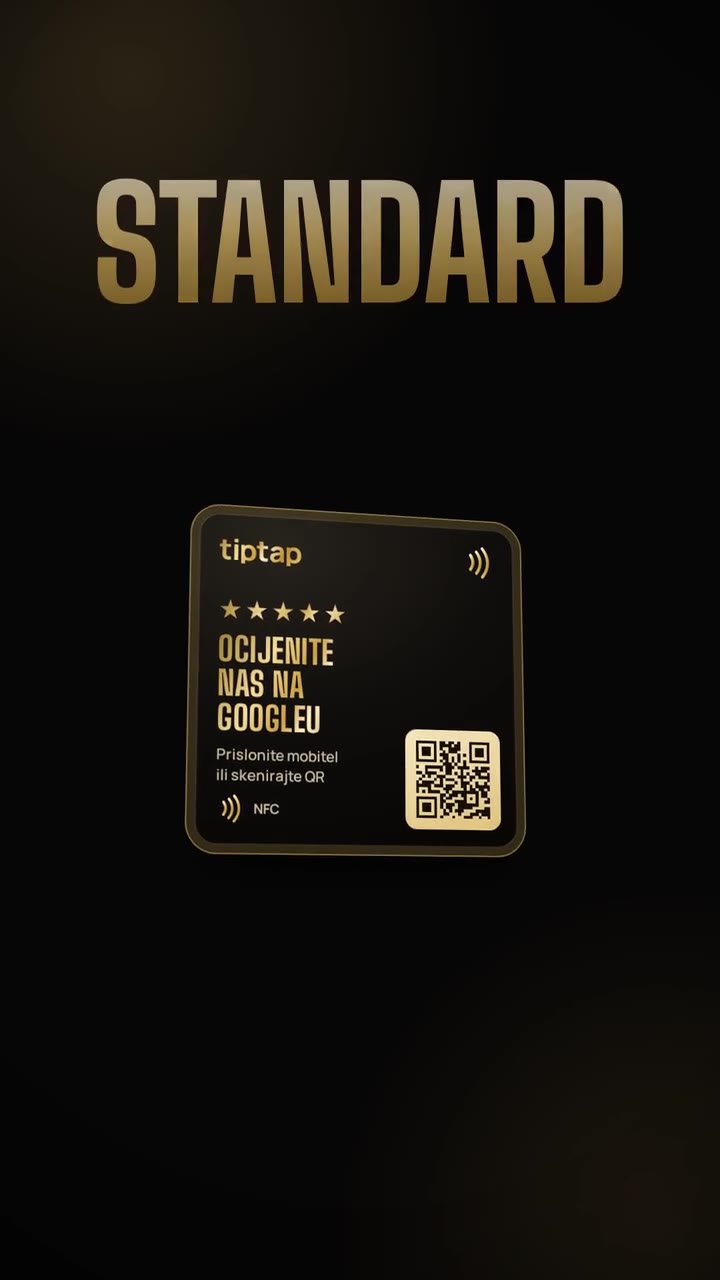 STANDARD
tiptap
★★★★★
OCIJENITE
NAS NA
GOOGLEU
Prislonite mobitel
ili skenirajte QR
NFC